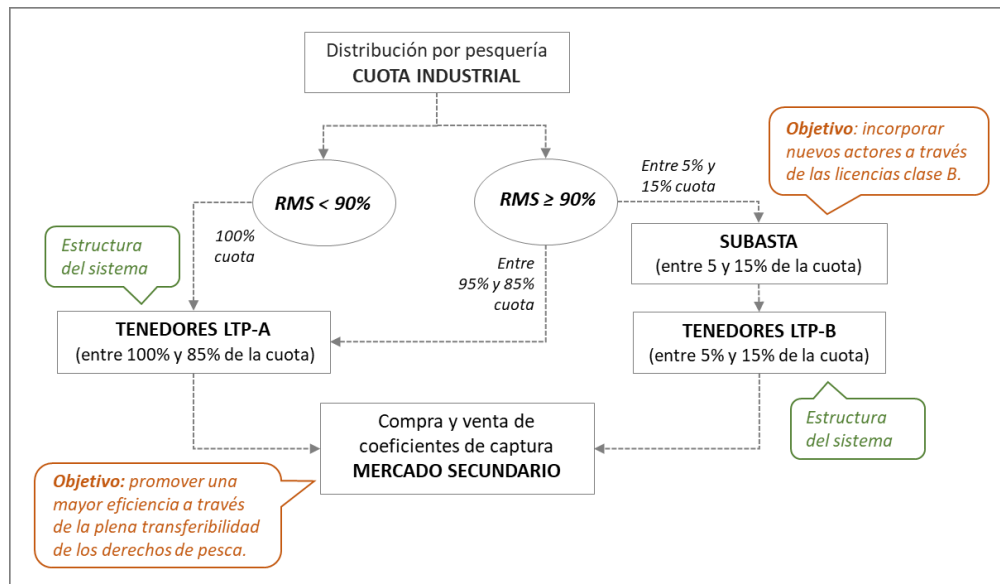 Distribución por pesquería
CUOTA INDUSTRIAL
Objetivo: incorporar
nuevos actores a través
de las licencias clase B.
Entre 5% y
15% cuota
RMS < 90%
RMS ≥ 90%
100%
cuota
Estructura
del sistema
Entre
95% y 85%
cuota
SUBASTA
(entre 5 y 15% de la cuota)
TENEDORES LTP-A
(entre 100% y 85% de la cuota)
TENEDORES LTP-B
(entre 5% y 15% de la cuota)
Compra y venta de
coeficientes de captura
MERCADO SECUNDARIO
Estructura
del sistema
Objetivo: promover una
mayor eficiencia a través
de la plena transferibilidad
de los derechos de pesca.